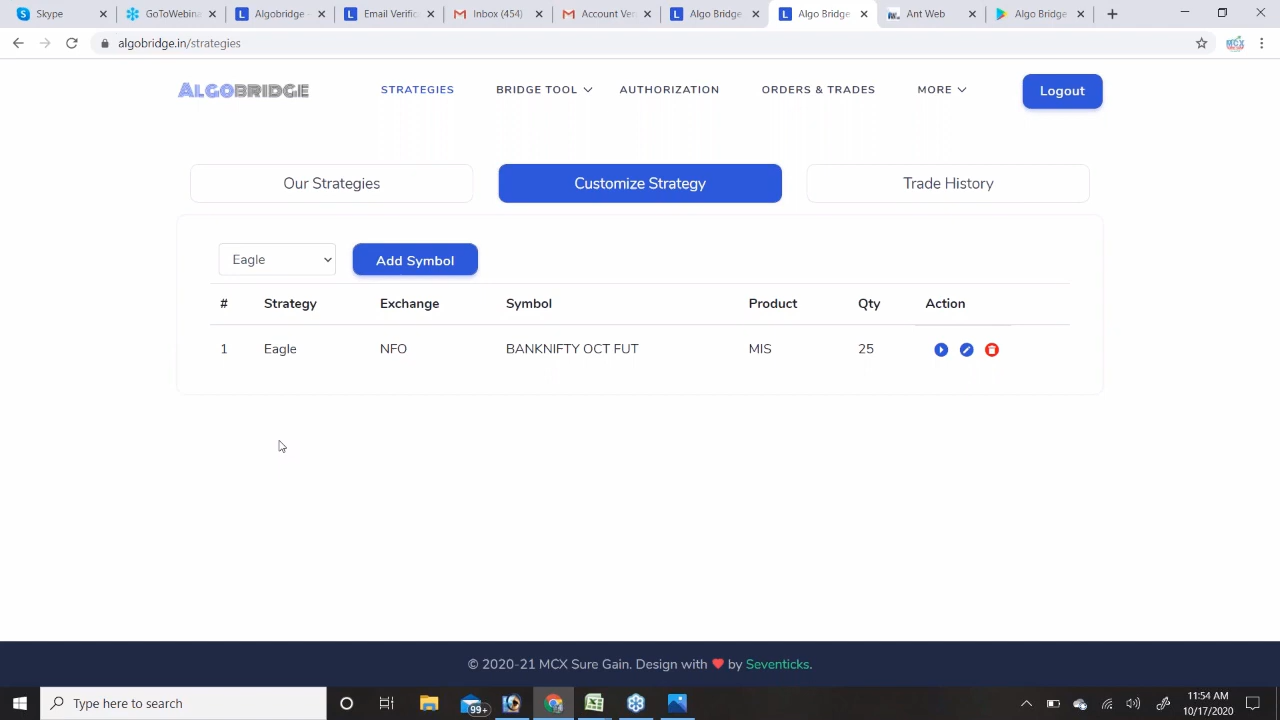 Skype
GoToWebina
Algobridge -
Email Verific
Inbox (454)
Account Ver
Algo Bridge
Algo Bridge
Ant Web
Algo Bridge
algobridge.in/strategies
MCX
ALGOBRIDGE
STRATEGIES
BRIDGE TOOL
AUTHORIZATION
ORDERS & TRADES
MORE
Logout
Our Strategies
Customize Strategy
Trade History
Eagle
Add Symbol
# Strategy Exchange Symbol Product Qty Action
1 Eagle NFO BANKNIFTY OCT FUT MIS 25
© 2020-21 MCX Sure Gain. Design with ❤ by Seventicks.
Type here to search
99+
11:54 AM
10/17/2020